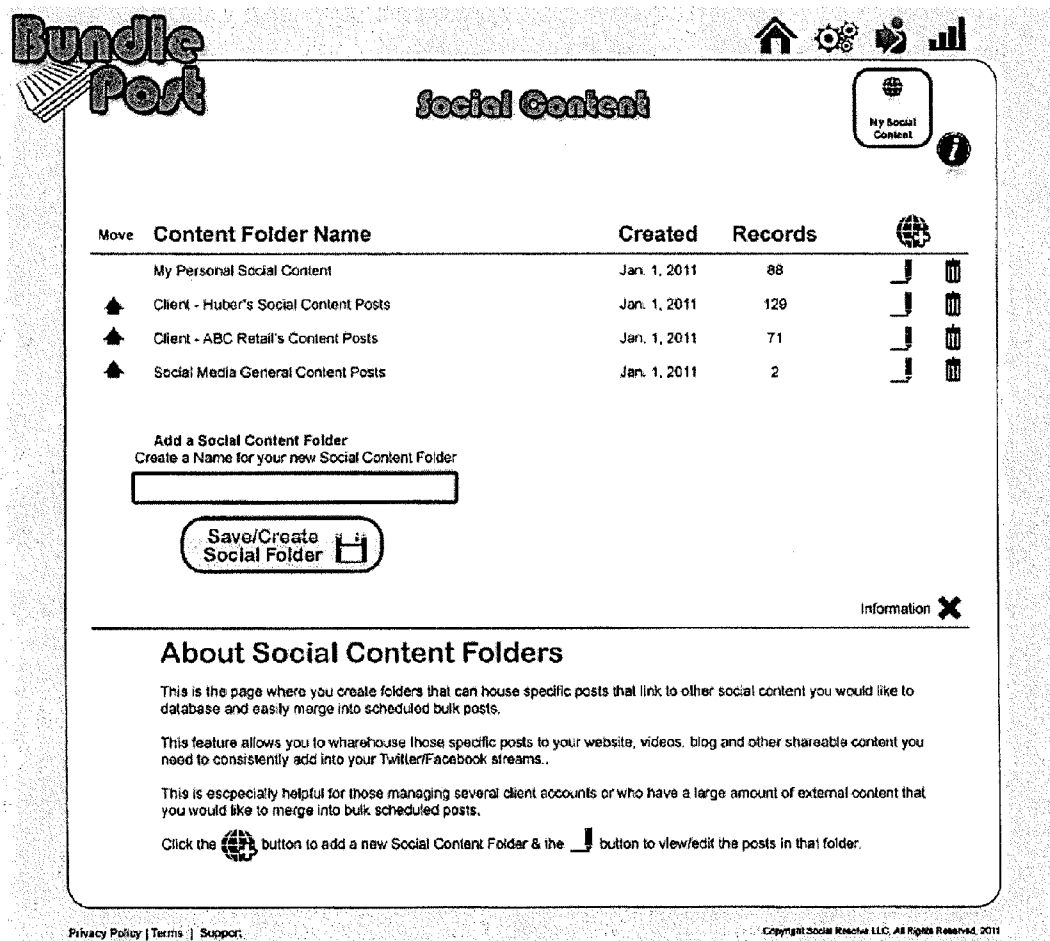 Bundle
Post
Social Content
My Social
Content
i
Move Content Folder Name Created Records
My Personal Social Content Jan. 1, 2011 88
Client - Huber's Social Content Posts Jan. 1, 2011 129
Client - ABC Retail's Content Posts Jan. 1, 2011 71
Social Media General Content Posts Jan. 1, 2011 2
Add a Social Content Folder
Create a Name for your new Social Content Folder
Save/Create
Social Folder
Information
About Social Content Folders
This is the page where you create folders that can house specific posts that link to other social content you would like to
database and easily merge into scheduled bulk posts.
This feature allows you to wharehouse those specific posts to your website, videos, blog and other shareable content you
need to consistently add into your Twitter/Facebook streams..
This is escpecially helpful for those managing several client accounts or who have a large amount of external content that
you would like to merge into bulk scheduled posts.
Click the button to add a new Social Content Folder & the button to view/edit the posts in that folder.
Privacy Policy | Terms | Support
Copyright Social Resolve LLC, All Rights Reserved, 2011